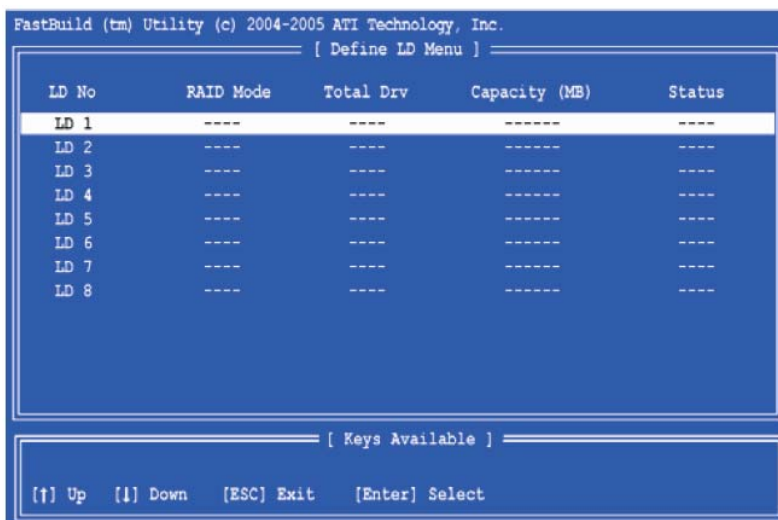 FastBuild (tm) Utility (c) 2004-2005 ATI Technology, Inc.
[ Define LD Menu ]
LD No RAID Mode Total Drv Capacity (MB) Status
LD 1 ---- ---- ------ ----
LD 2 ---- ---- ------ ----
LD 3 ---- ---- ------ ----
LD 4 ---- ---- ------ ----
LD 5 ---- ---- ------ ----
LD 6 ---- ---- ------ ----
LD 7 ---- ---- ------ ----
LD 8 ---- ---- ------ ----
[ Keys Available ]
[↑] Up [↓] Down [ESC] Exit [Enter] Select